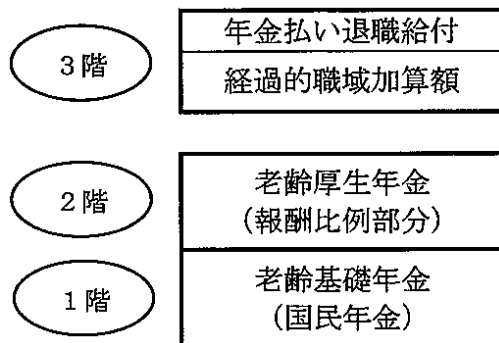 3階
年金払い退職給付
経過的職域加算額
2階
老齢厚生年金
(報酬比例部分)
1階
老齢基礎年金
(国民年金)